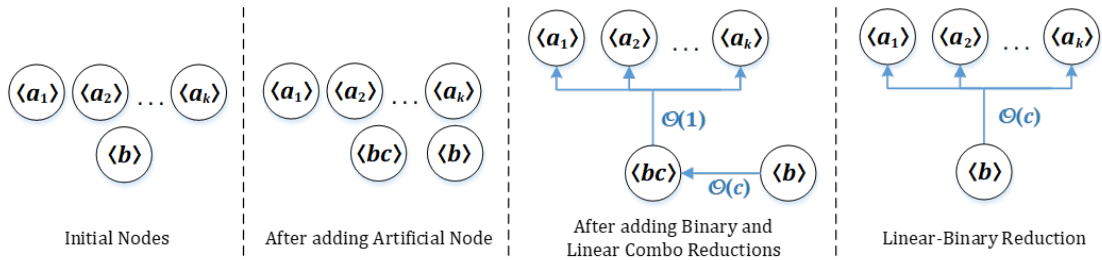 ⟨a₁⟩ ⟨a₂⟩ ... ⟨aₖ⟩
⟨b⟩
Initial Nodes
⟨a₁⟩ ⟨a₂⟩ ... ⟨aₖ⟩
⟨bc⟩ ⟨b⟩
After adding Artificial Node
⟨a₁⟩ ⟨a₂⟩ ... ⟨aₖ⟩
𝒪(1)
⟨bc⟩ 𝒪(c) ⟨b⟩
After adding Binary and
Linear Combo Reductions
⟨a₁⟩ ⟨a₂⟩ ... ⟨aₖ⟩
𝒪(c)
⟨b⟩
Linear-Binary Reduction